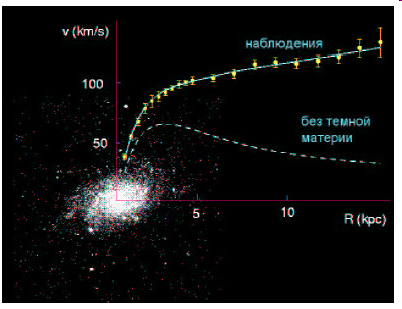 v (km/s)
наблюдения
100
без темной
материи
50
5
10
R (kpc)